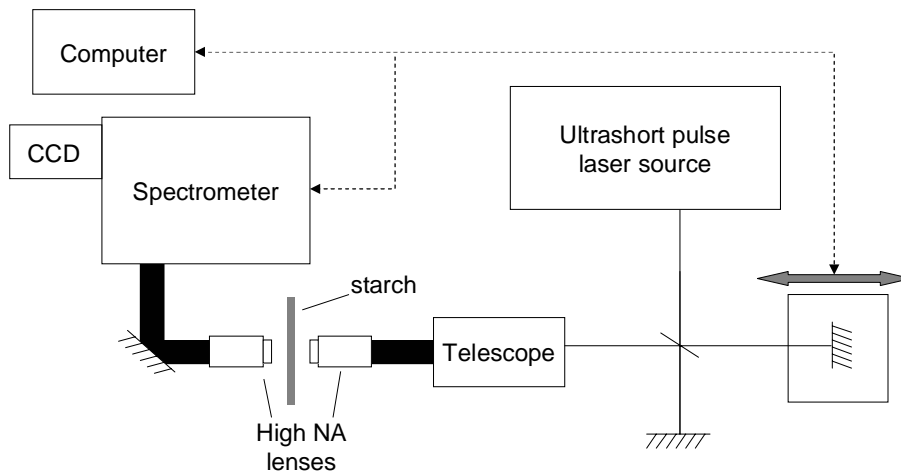 Computer
CCD
Spectrometer
Ultrashort pulse
laser source
starch
Telescope
High NA
lenses